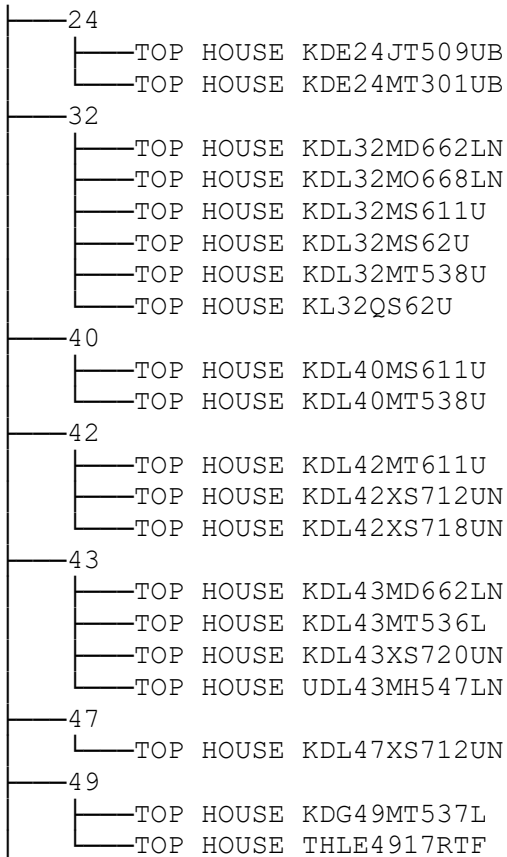 24
TOP HOUSE KDE24JT509UB
TOP HOUSE KDE24MT301UB
32
TOP HOUSE KDL32MD662LN
TOP HOUSE KDL32MO668LN
TOP HOUSE KDL32MS611U
TOP HOUSE KDL32MS62U
TOP HOUSE KDL32MT538U
TOP HOUSE KL32QS62U
40
TOP HOUSE KDL40MS611U
TOP HOUSE KDL40MT538U
42
TOP HOUSE KDL42MT611U
TOP HOUSE KDL42XS712UN
TOP HOUSE KDL42XS718UN
43
TOP HOUSE KDL43MD662LN
TOP HOUSE KDL43MT536L
TOP HOUSE KDL43XS720UN
TOP HOUSE UDL43MH547LN
47
TOP HOUSE KDL47XS712UN
49
TOP HOUSE KDG49MT537L
TOP HOUSE THLE4917RTF